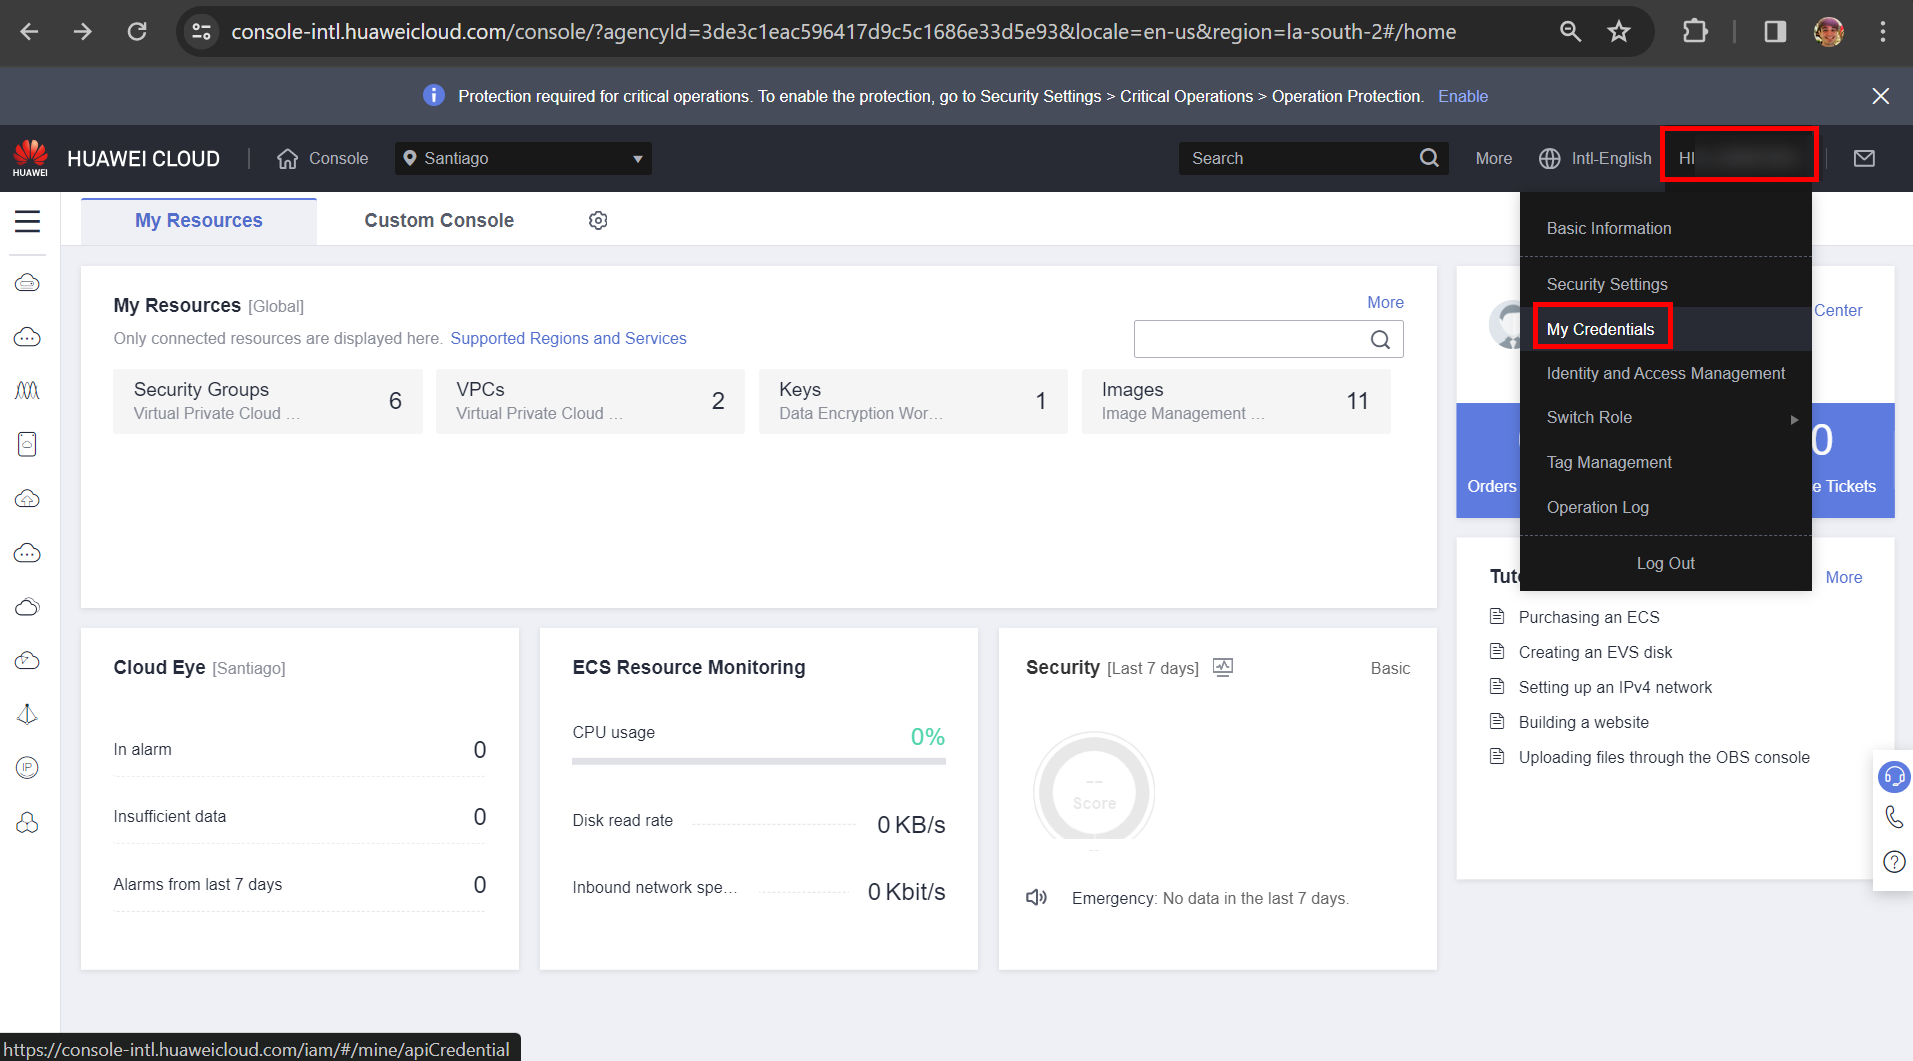 console-intl.huaweicloud.com/console/?agencyId=3de3c1eac596417d9c5c1686e33d5e93&locale=en-us&region=la-south-2#/home
Protection required for critical operations. To enable the protection, go to Security Settings > Critical Operations > Operation Protection. Enable
HUAWEI
HUAWEI CLOUD
Console
Santiago
Search
More
Intl-English
HI
My Resources
Custom Console
Basic Information
Security Settings
My Credentials
Identity and Access Management
Switch Role
Tag Management
Operation Log
Log Out
My Resources [Global]
More
Only connected resources are displayed here. Supported Regions and Services
Security Groups
Virtual Private Cloud ...
6
VPCs
Virtual Private Cloud ...
2
Keys
Data Encryption Wor...
1
Images
Image Management ...
11
Center
0
Orders
e Tickets
Cloud Eye [Santiago]
In alarm 0
Insufficient data 0
Alarms from last 7 days 0
ECS Resource Monitoring
CPU usage 0%
Disk read rate 0 KB/s
Inbound network spe... 0 Kbit/s
Security [Last 7 days]
Basic
--
Score
--
Emergency: No data in the last 7 days.
Tut
More
Purchasing an ECS
Creating an EVS disk
Setting up an IPv4 network
Building a website
Uploading files through the OBS console
IP
https://console-intl.huaweicloud.com/iam/#/mine/apiCredential